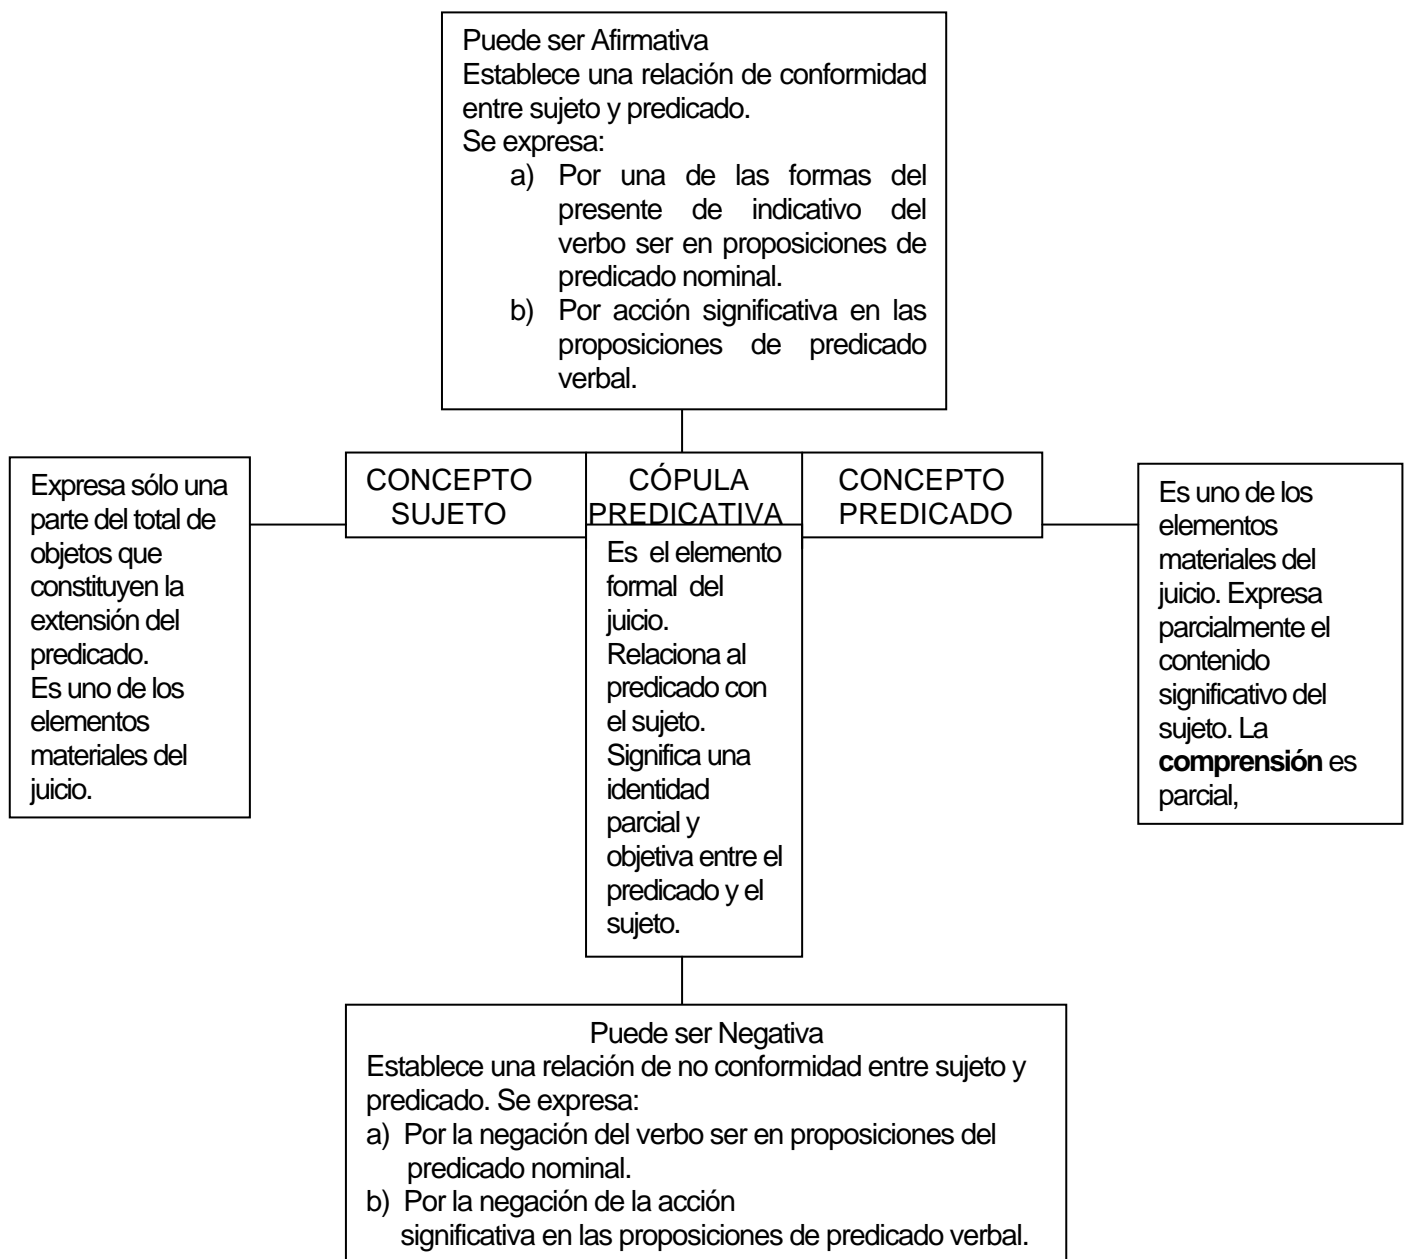 Puede ser Afirmativa
Establece una relación de conformidad
entre sujeto y predicado.
Se expresa:
a) Por una de las formas del
presente de indicativo del
verbo ser en proposiciones de
predicado nominal.
b) Por acción significativa en las
proposiciones de predicado
verbal.
Expresa sólo una
parte del total de
objetos que
constituyen la
extensión del
predicado.
Es uno de los
elementos
materiales del
juicio.
CONCEPTO
SUJETO
CÓPULA
PREDICATIVA
Es el elemento
formal del
juicio.
Relaciona al
predicado con
el sujeto.
Significa una
identidad
parcial y
objetiva entre el
predicado y el
sujeto.
CONCEPTO
PREDICADO
Es uno de los
elementos
materiales del
juicio. Expresa
parcialmente el
contenido
significativo del
sujeto. La
comprensión es
parcial,
Puede ser Negativa
Establece una relación de no conformidad entre sujeto y
predicado. Se expresa:
a) Por la negación del verbo ser en proposiciones del
predicado nominal.
b) Por la negación de la acción
significativa en las proposiciones de predicado verbal.